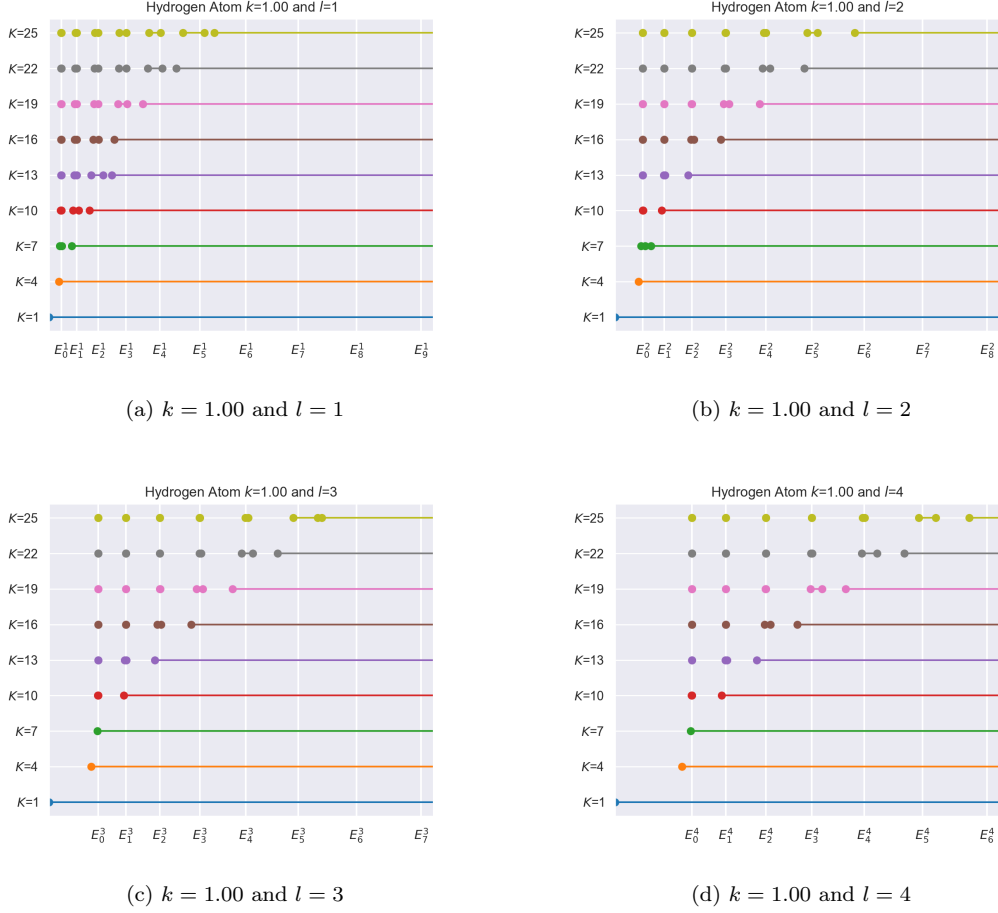 Hydrogen Atom k=1.00 and l=1
K=25
K=22
K=19
K=16
K=13
K=10
K=7
K=4
K=1
E₀¹ E₁¹ E₂¹ E₃¹ E₄¹ E₅¹ E₆¹ E₇¹ E₈¹ E₉¹
(a) k = 1.00 and l = 1
Hydrogen Atom k=1.00 and l=2
K=25
K=22
K=19
K=16
K=13
K=10
K=7
K=4
K=1
E₀² E₁² E₂² E₃² E₄² E₅² E₆² E₇² E₈²
(b) k = 1.00 and l = 2
Hydrogen Atom k=1.00 and l=3
K=25
K=22
K=19
K=16
K=13
K=10
K=7
K=4
K=1
E₀³ E₁³ E₂³ E₃³ E₄³ E₅³ E₆³ E₇³
(c) k = 1.00 and l = 3
Hydrogen Atom k=1.00 and l=4
K=25
K=22
K=19
K=16
K=13
K=10
K=7
K=4
K=1
E₀⁴ E₁⁴ E₂⁴ E₃⁴ E₄⁴ E₅⁴ E₆⁴
(d) k = 1.00 and l = 4